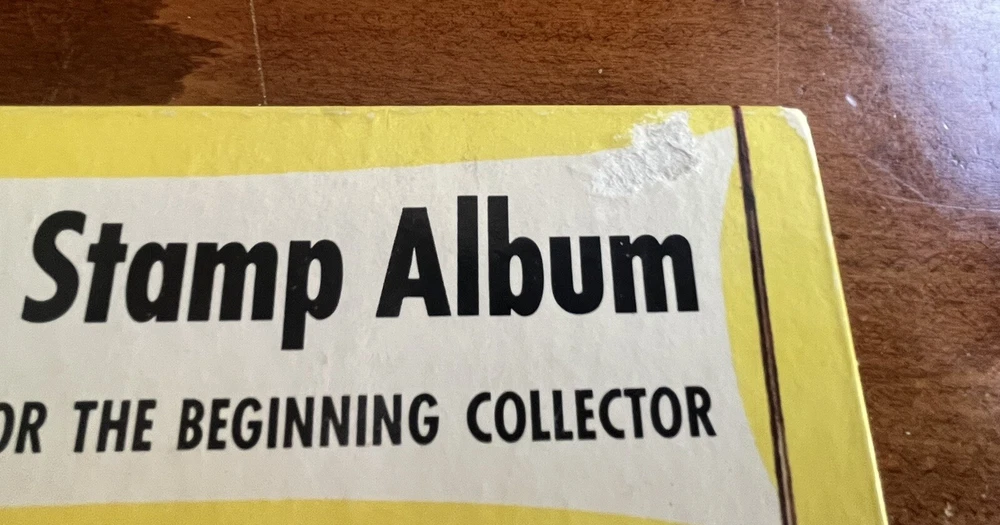 Stamp Album
OR THE BEGINNING COLLECTOR